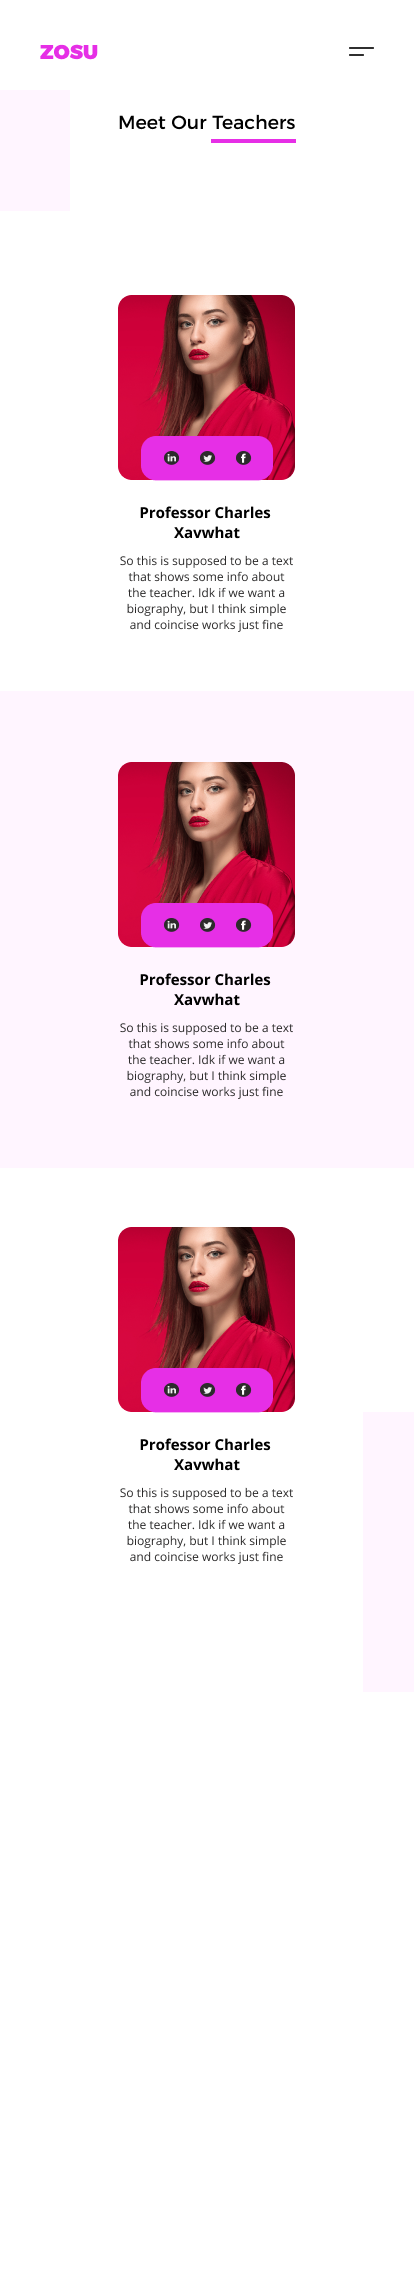 ZOSU
Meet Our Teachers
Professor Charles
Xavwhat
So this is supposed to be a text
that shows some info about
the teacher. Idk if we want a
biography, but I think simple
and coincise works just fine
Professor Charles
Xavwhat
So this is supposed to be a text
that shows some info about
the teacher. Idk if we want a
biography, but I think simple
and coincise works just fine
Professor Charles
Xavwhat
So this is supposed to be a text
that shows some info about
the teacher. Idk if we want a
biography, but I think simple
and coincise works just fine